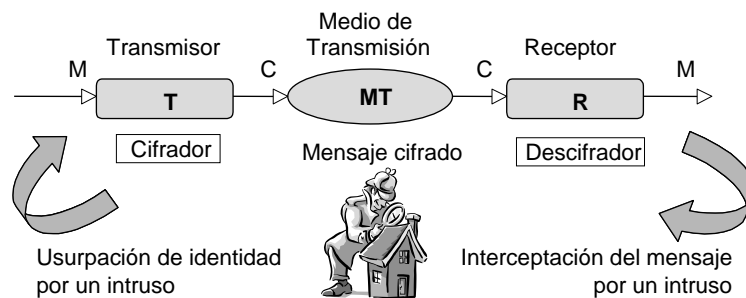 Transmisor
Medio de
Transmisión
Receptor
M
C
C
M
T
MT
R
Cifrador
Mensaje cifrado
Descifrador
Usurpación de identidad
por un intruso
Interceptación del mensaje
por un intruso